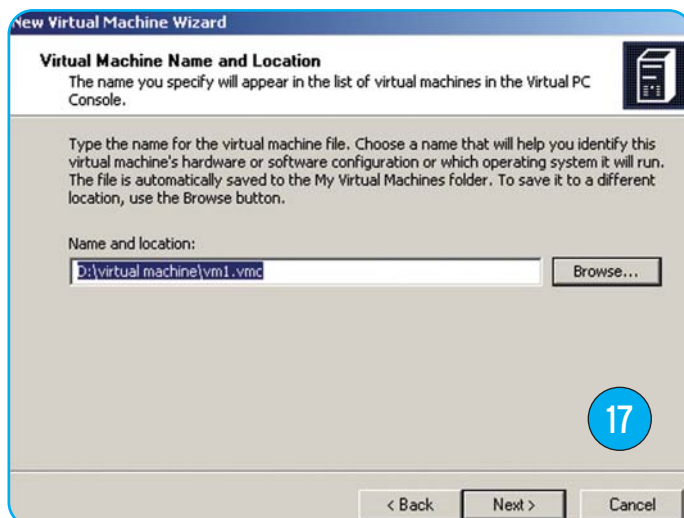 New Virtual Machine Wizard
Virtual Machine Name and Location
The name you specify will appear in the list of virtual machines in the Virtual PC
Console.
Type the name for the virtual machine file. Choose a name that will help you identify this
virtual machine's hardware or software configuration or which operating system it will run.
The file is automatically saved to the My Virtual Machines folder. To save it to a different
location, use the Browse button.
Name and location:
D:\virtual machine\vm1.vmc
Browse...
17
< Back
Next >
Cancel